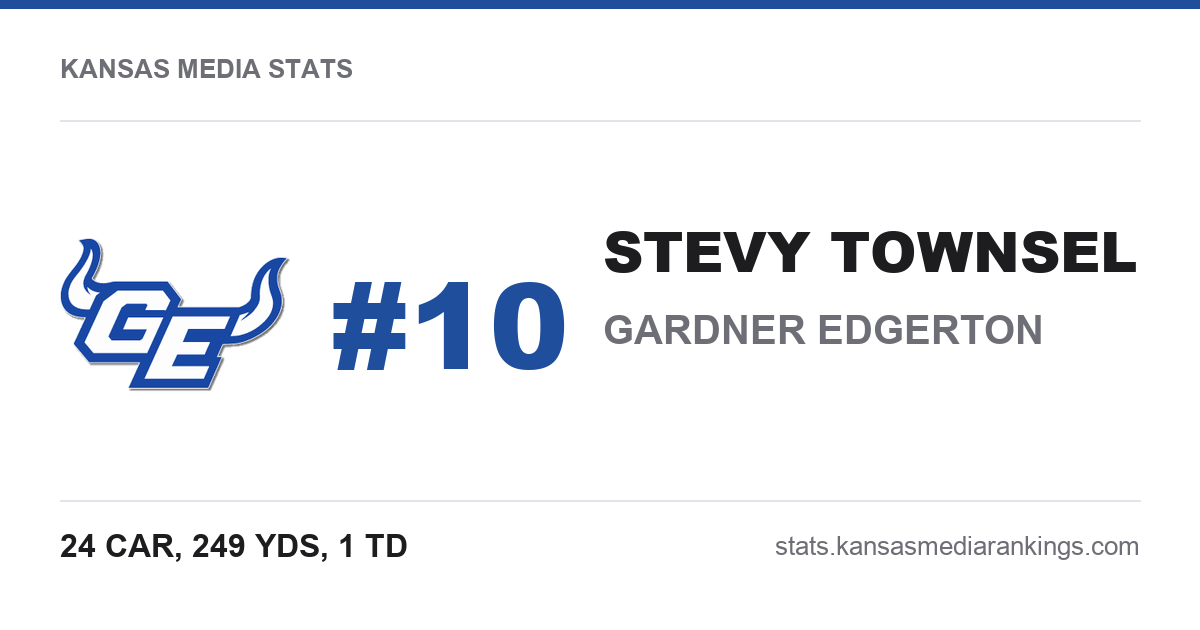 KANSAS MEDIA STATS
GE
#10
STEVY TOWNSEL
GARDNER EDGERTON
24 CAR, 249 YDS, 1 TD
stats.kansasmediarankings.com